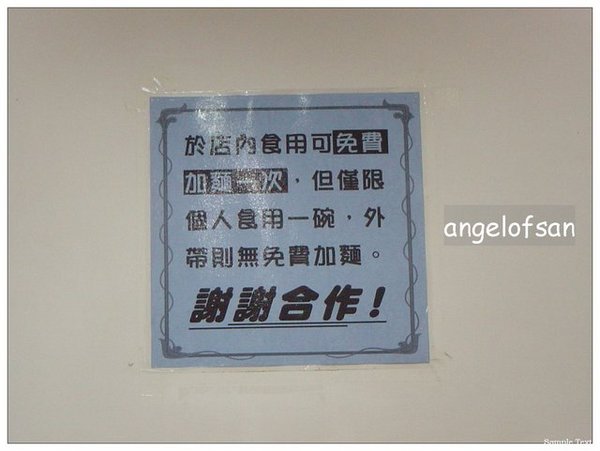 於店內食用可免費
加麵一次，但僅限
個人食用一碗，外
帶則無免費加麵。
謝謝合作！
angelofsan
Sample Text